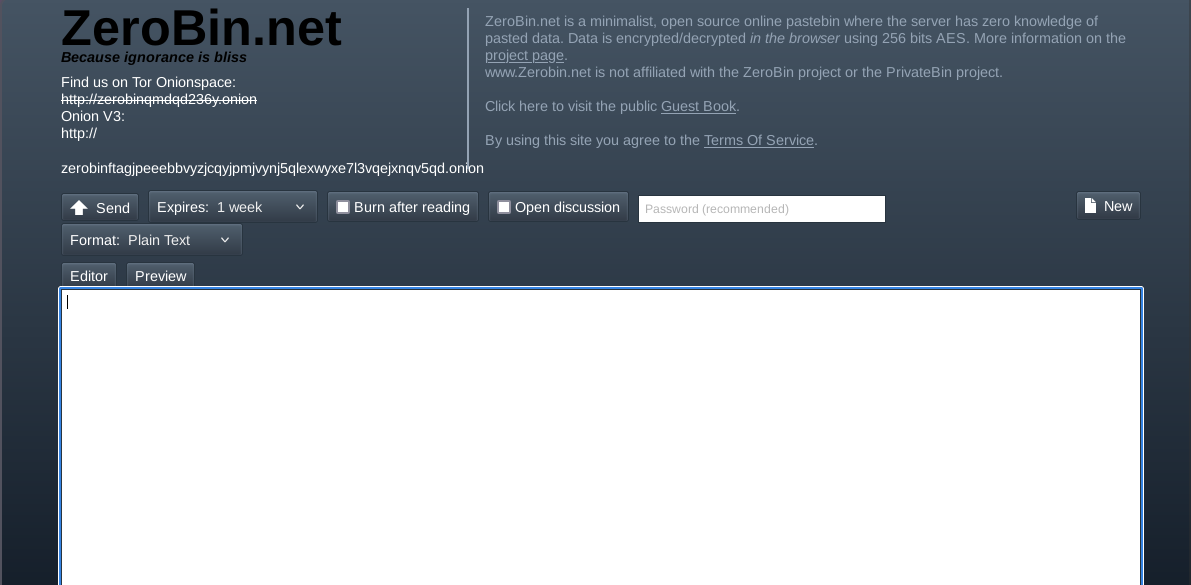 ZeroBin.net
Because ignorance is bliss
Find us on Tor Onionspace:
http://zerobinqmdqd236y.onion
Onion V3:
http://
zerobinftagjpeeebbvyzjcqyjpmjvynj5qlexwyxe7l3vqejxnqv5qd.onion
ZeroBin.net is a minimalist, open source online pastebin where the server has zero knowledge of
pasted data. Data is encrypted/decrypted in the browser using 256 bits AES. More information on the
project page.
www.Zerobin.net is not affiliated with the ZeroBin project or the PrivateBin project.
Click here to visit the public Guest Book.
By using this site you agree to the Terms Of Service.
Send Expires: 1 week Burn after reading Open discussion Password (recommended) New
Format: Plain Text
Editor Preview